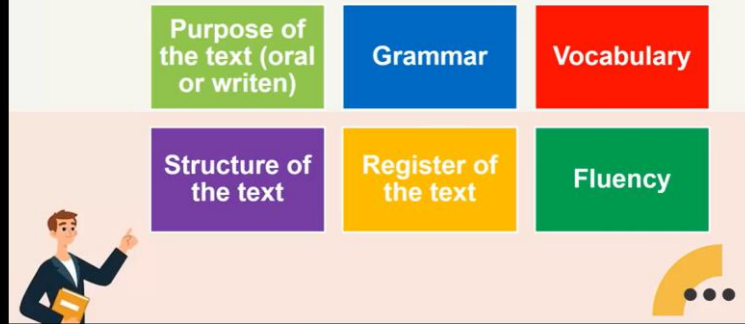 Purpose of
the text (oral
or writen)
Grammar
Vocabulary
Structure of
the text
Register of
the text
Fluency